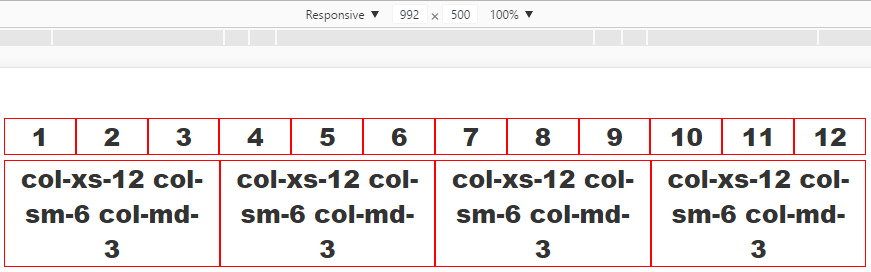 Responsive ▼ 992 × 500 100% ▼
1 2 3 4 5 6 7 8 9 10 11 12
col-xs-12 col- col-xs-12 col- col-xs-12 col- col-xs-12 col-
sm-6 col-md- sm-6 col-md- sm-6 col-md- sm-6 col-md-
3 3 3 3